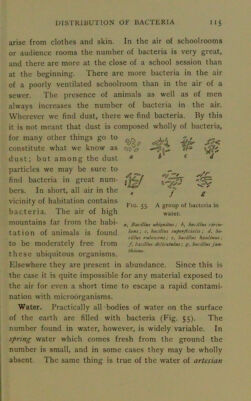 DISTRIBUTION OF BACTERIA 115
arise from clothes and skin. In the air of schoolrooms
or audience rooms the number of bacteria is very great,
and there are more at the close of a school session than
at the beginning. There are more bacteria in the air
of a poorly ventilated schoolroom than in the air of a
sewer. The presence of animals as well as of men
always increases the number of bacteria in the air.
Wherever we find dust, there we find bacteria. By this
it is not meant that dust is composed wholly of bacteria,
for many other things go to
constitute what we know as
dust; but among the dust
particles we may be sure to
find bacteria in great num-
bers. In short, all air in the
vicinity of habitation contains
bacteria. The air of high
mountains far from the habi-
tation of animals is found
to be moderately free from
these ubiquitous organisms.
Fig. 55. A group of bacteria in
water.
a, Bacillus ubiquitus; b, bacillus circu-
lans; c, bacillus superficialis; d, ba-
cillus; e, bacillus hyalinus;
f, bacillus delicatulus; g, bacillus jan-
thinus.
Elsewhere they are present in abundance. Since this is
the case it is quite impossible for any material exposed to
the air for even a short time to escape a rapid contami-
nation with microörganisms.
Water. Practically all bodies of water on the surface
of the earth are filled with bacteria (Fig. 55). The
number found in water, however, is widely variable. In
spring water which comes fresh from the ground the
number is small, and in some cases they may be wholly
absent. The same thing is true of the water of artesian